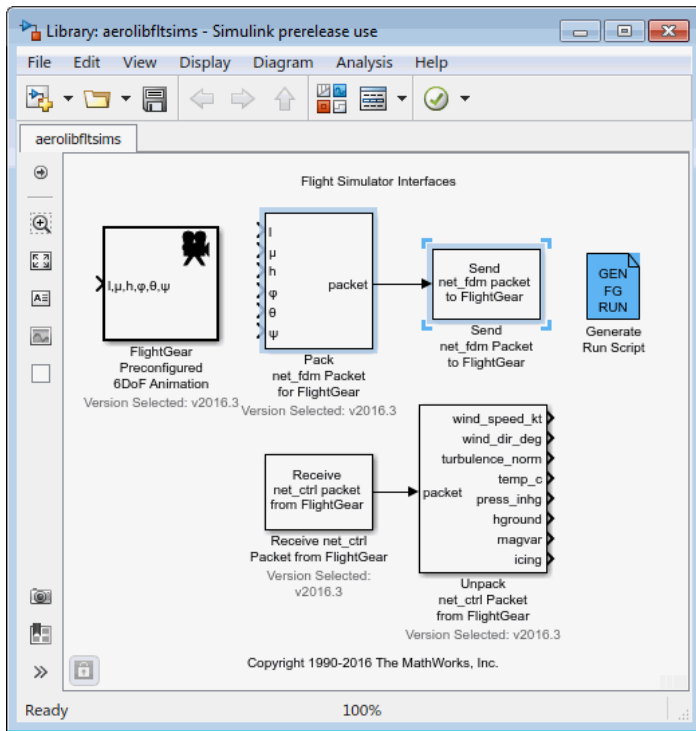 Library: aerolibfltsims - Simulink prerelease use
File Edit View Display Diagram Analysis Help
aerolibfltsims
Flight Simulator Interfaces
l,μ,h,φ,θ,ψ
FlightGear
Preconfigured
6DoF Animation
Version Selected: v2016.3
l
μ
h
φ
θ
ψ
packet
Pack
net_fdm Packet
for FlightGear
Version Selected: v2016.3
Send
net_fdm packet
to FlightGear
Send
net_fdm Packet
to FlightGear
GEN
FG
RUN
Generate
Run Script
Receive
net_ctrl packet
from FlightGear
Receive net_ctrl
Packet from FlightGear
Version Selected:
v2016.3
packet
wind_speed_kt
wind_dir_deg
turbulence_norm
temp_c
press_inhg
hground
magvar
icing
Unpack
net_ctrl Packet
from FlightGear
Version Selected: v2016.3
Copyright 1990-2016 The MathWorks, Inc.
Ready 100%